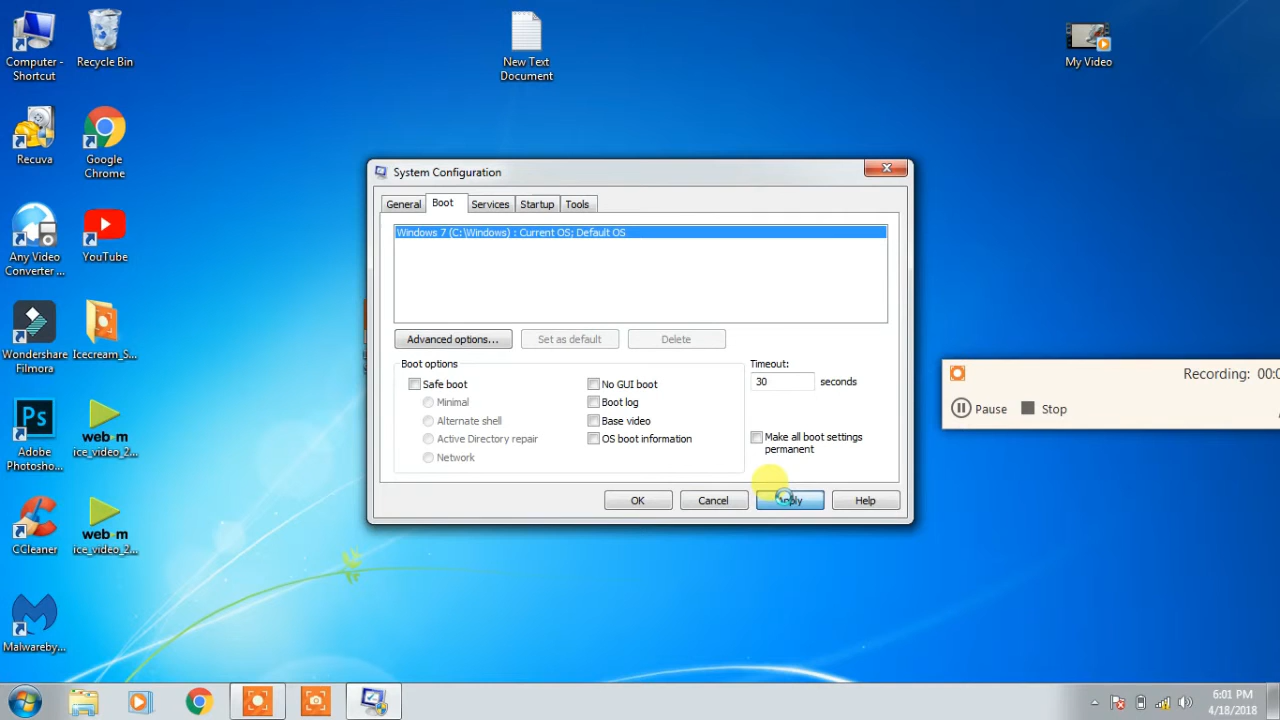 Computer -
Shortcut
Recycle Bin
New Text
Document
My Video
Recuva
Google
Chrome
Any Video
Converter ...
YouTube
Wondershare
Filmora
Icecream_S...
Ps
Adobe
Photosho...
web.m
ice_video_2...
CCleaner
web.m
ice_video_2...
Malwareby...
System Configuration
General
Boot
Services
Startup
Tools
Windows 7 (C:\Windows) : Current OS; Default OS
Advanced options...
Set as default
Delete
Boot options
Safe boot
Minimal
Alternate shell
Active Directory repair
Network
No GUI boot
Boot log
Base video
OS boot information
Timeout:
30 seconds
Make all boot settings
permanent
OK
Cancel
Apply
Help
Recording: 00:0
Pause
Stop
6:01 PM
4/18/2018